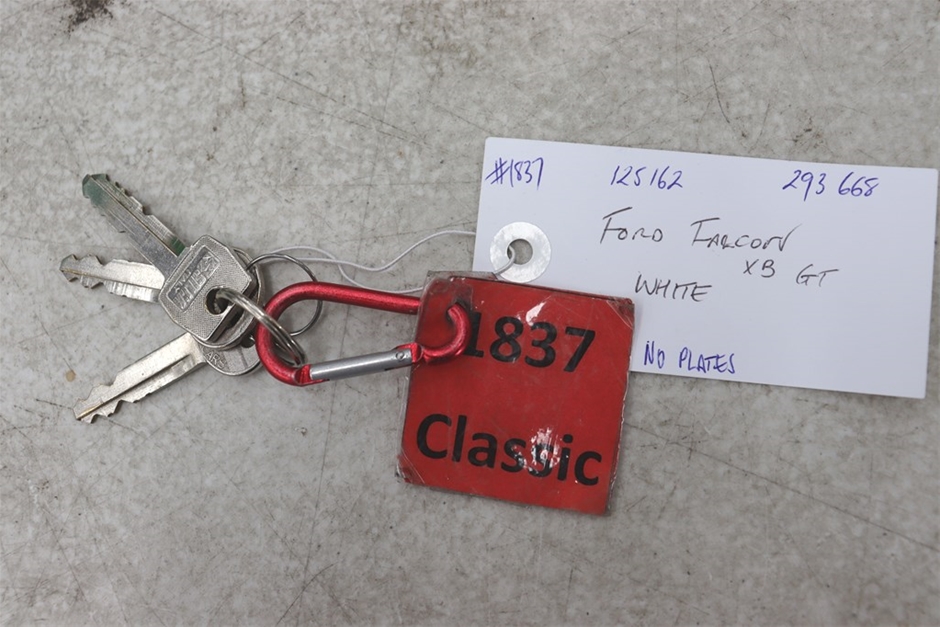 #1837 125162 293 668
FORD FALCON
XB GT
WHITE
NO PLATES
1837
Classic